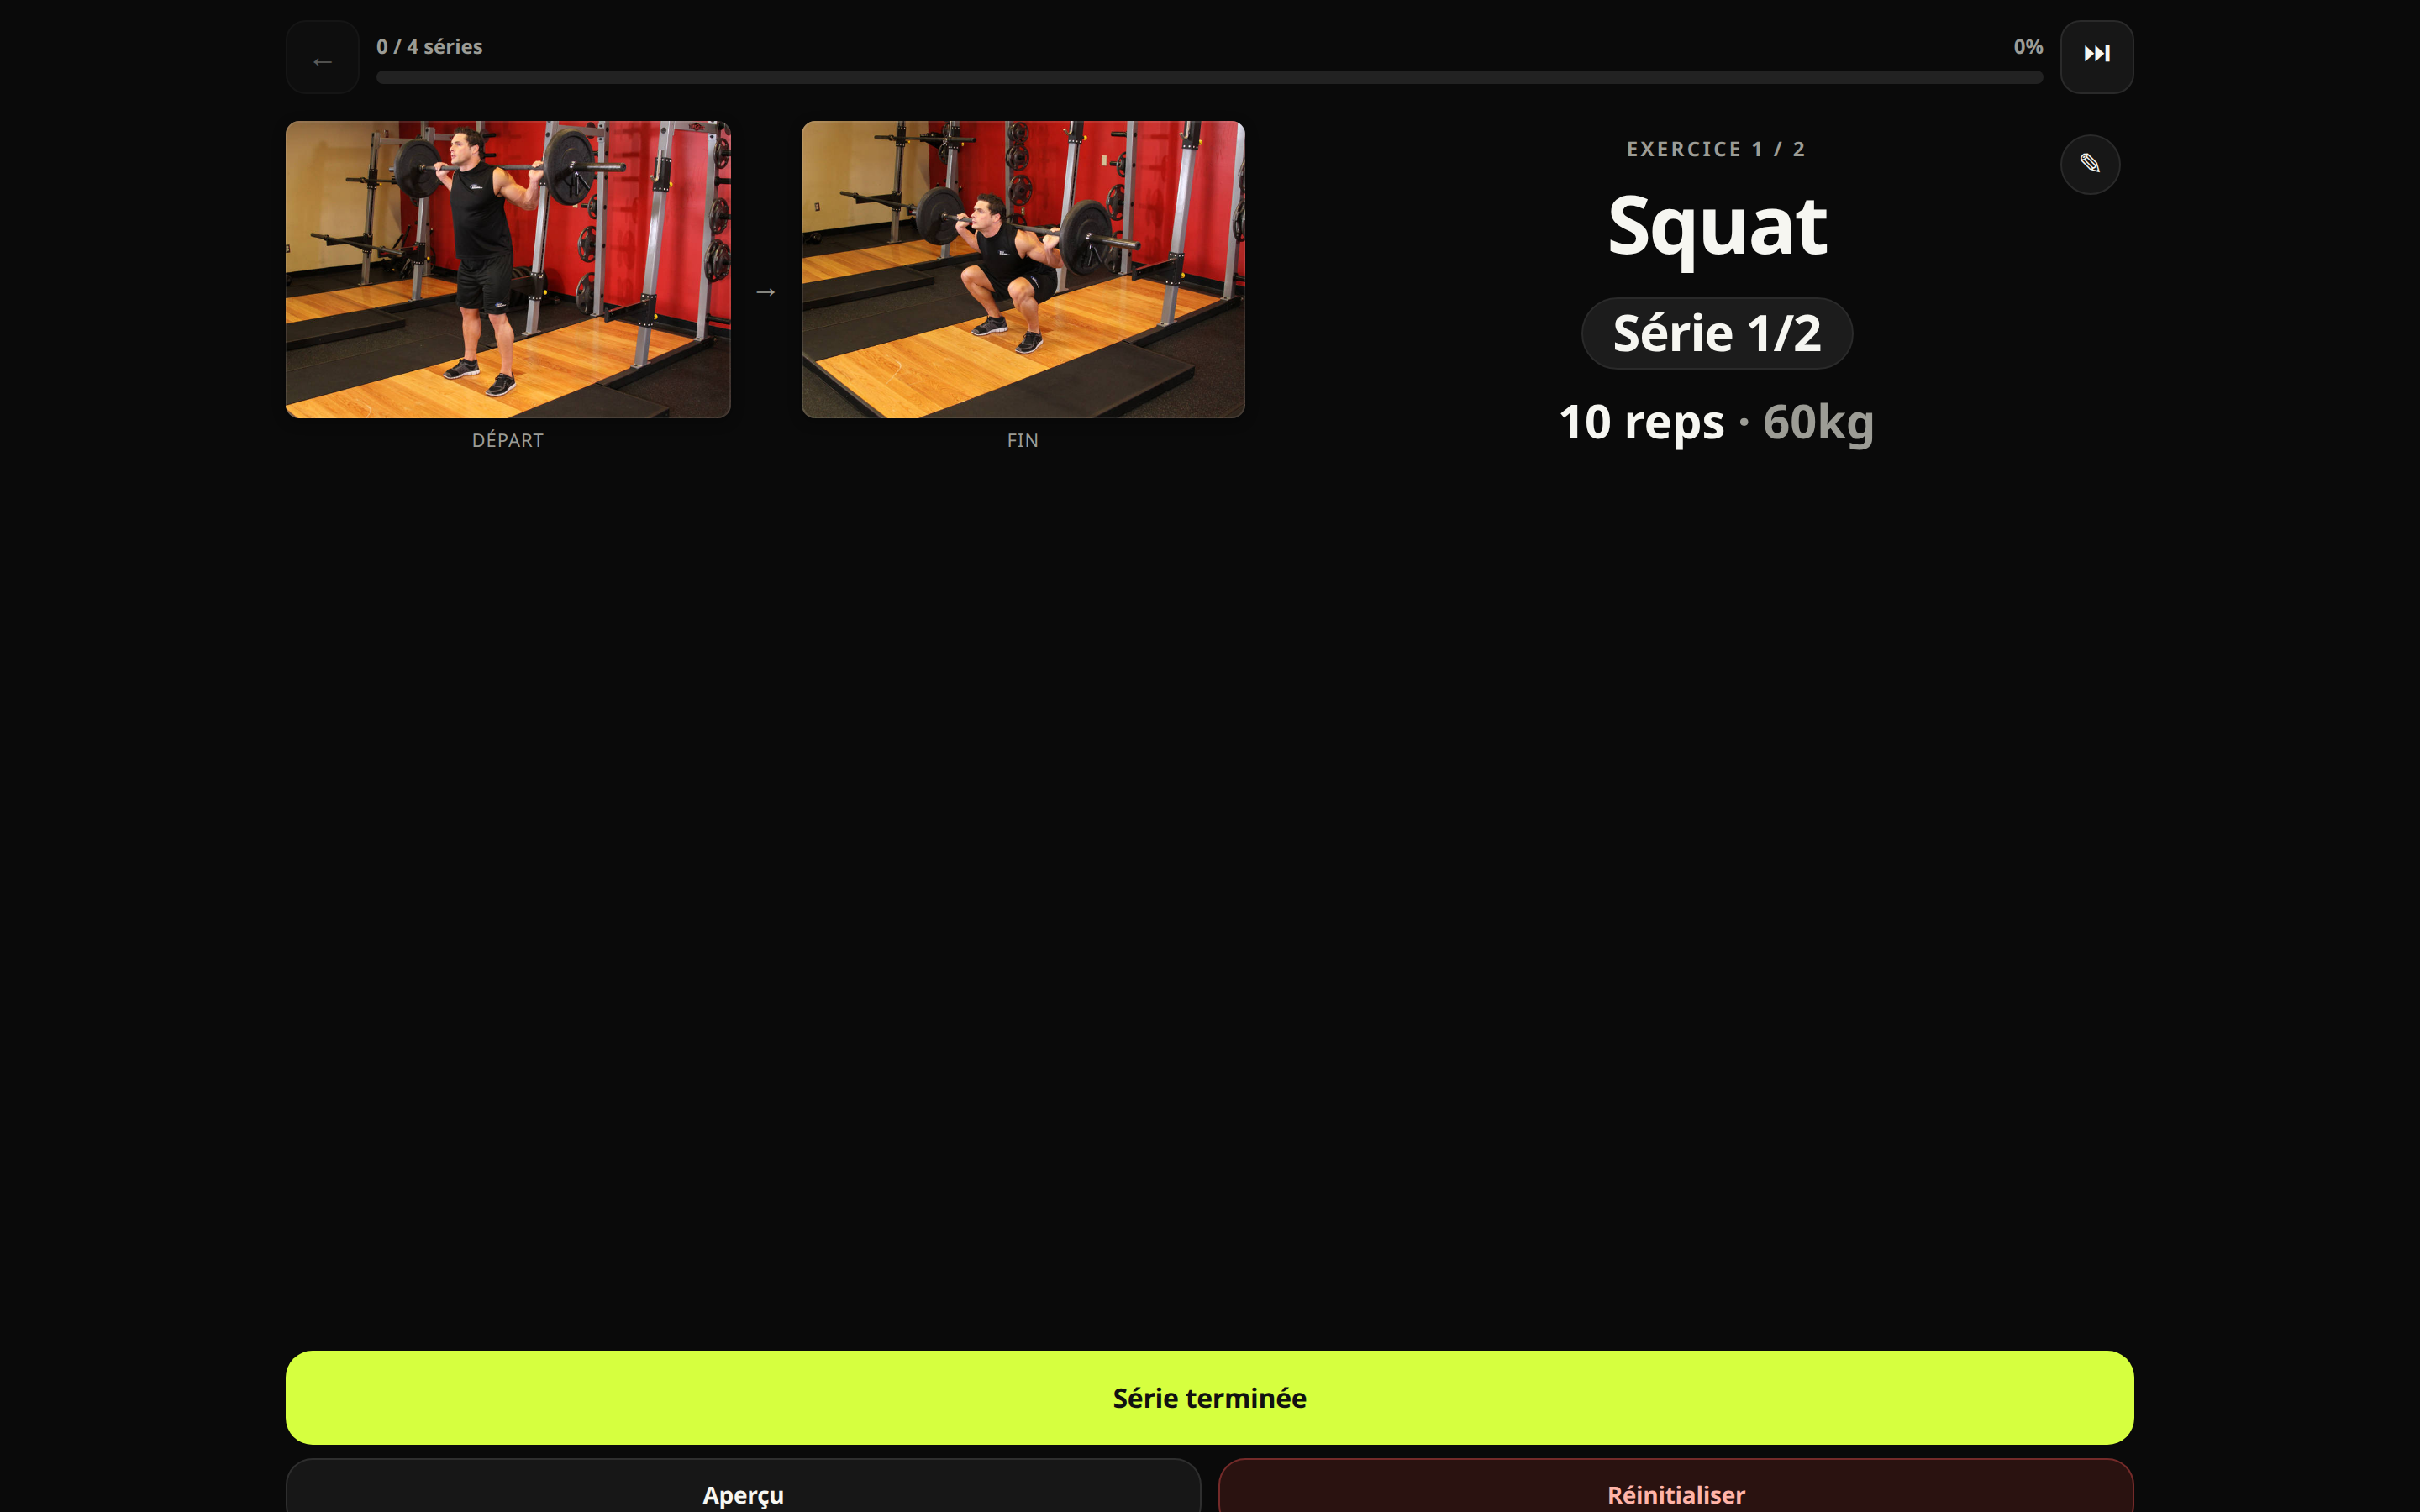 ←
0 / 4 séries
0%
⏭
→
DÉPART
FIN
EXERCICE 1 / 2
✎
Squat
Série 1/2
10 reps · 60kg
Série terminée
Aperçu
Réinitialiser